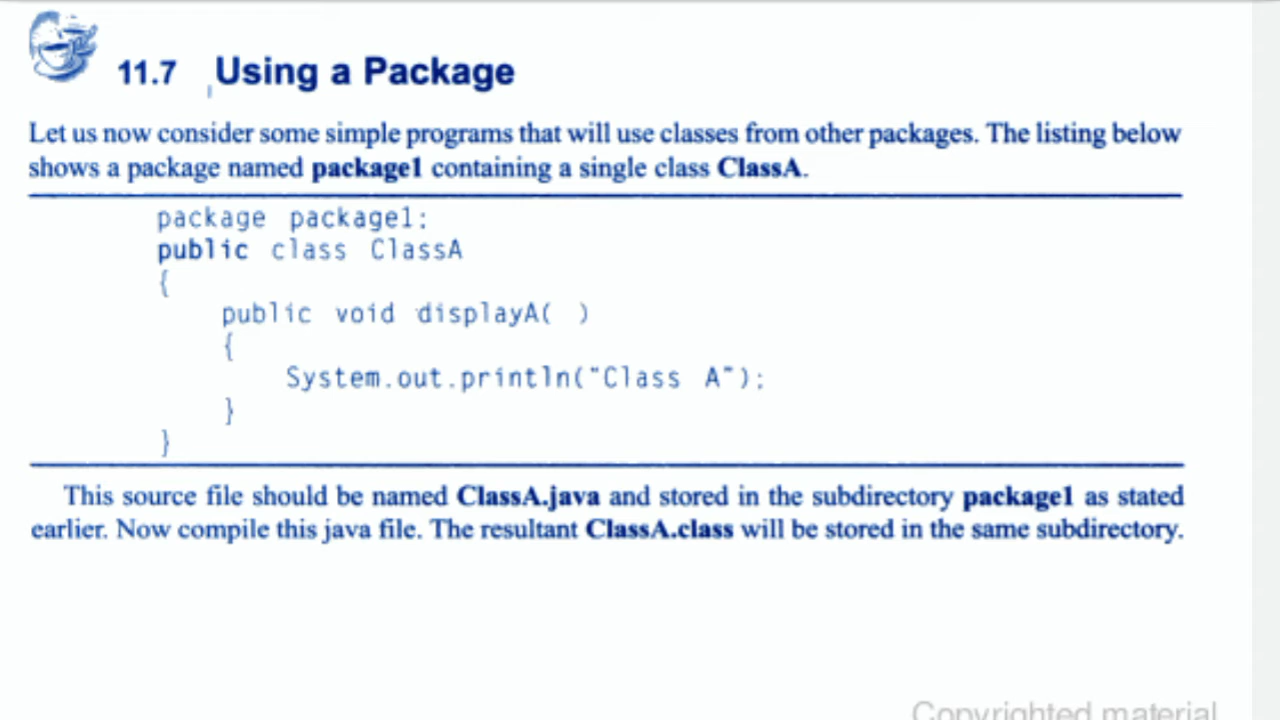 11.7 Using a Package
Let us now consider some simple programs that will use classes from other packages. The listing below
shows a package named package1 containing a single class ClassA.
package package1;
public class ClassA
{
public void displayA( )
{
System.out.println("Class A");
}
}
This source file should be named ClassA.java and stored in the subdirectory package1 as stated
earlier. Now compile this java file. The resultant ClassA.class will be stored in the same subdirectory.
Copyrighted material